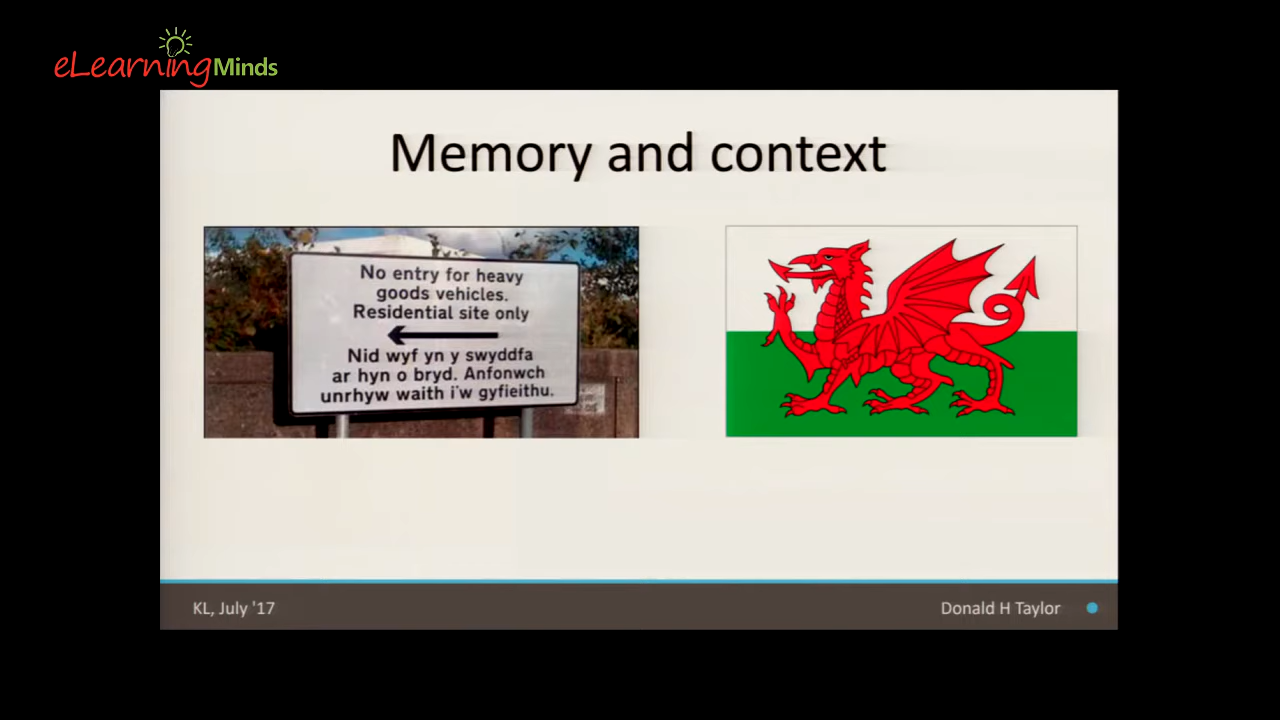 eLearningMinds
Memory and context
No entry for heavy
goods vehicles.
Residential site only
Nid wyf yn y swyddfa
ar hyn o bryd. Anfonwch
unrhyw waith i'w gyfieithu.
KL, July '17
Donald H Taylor